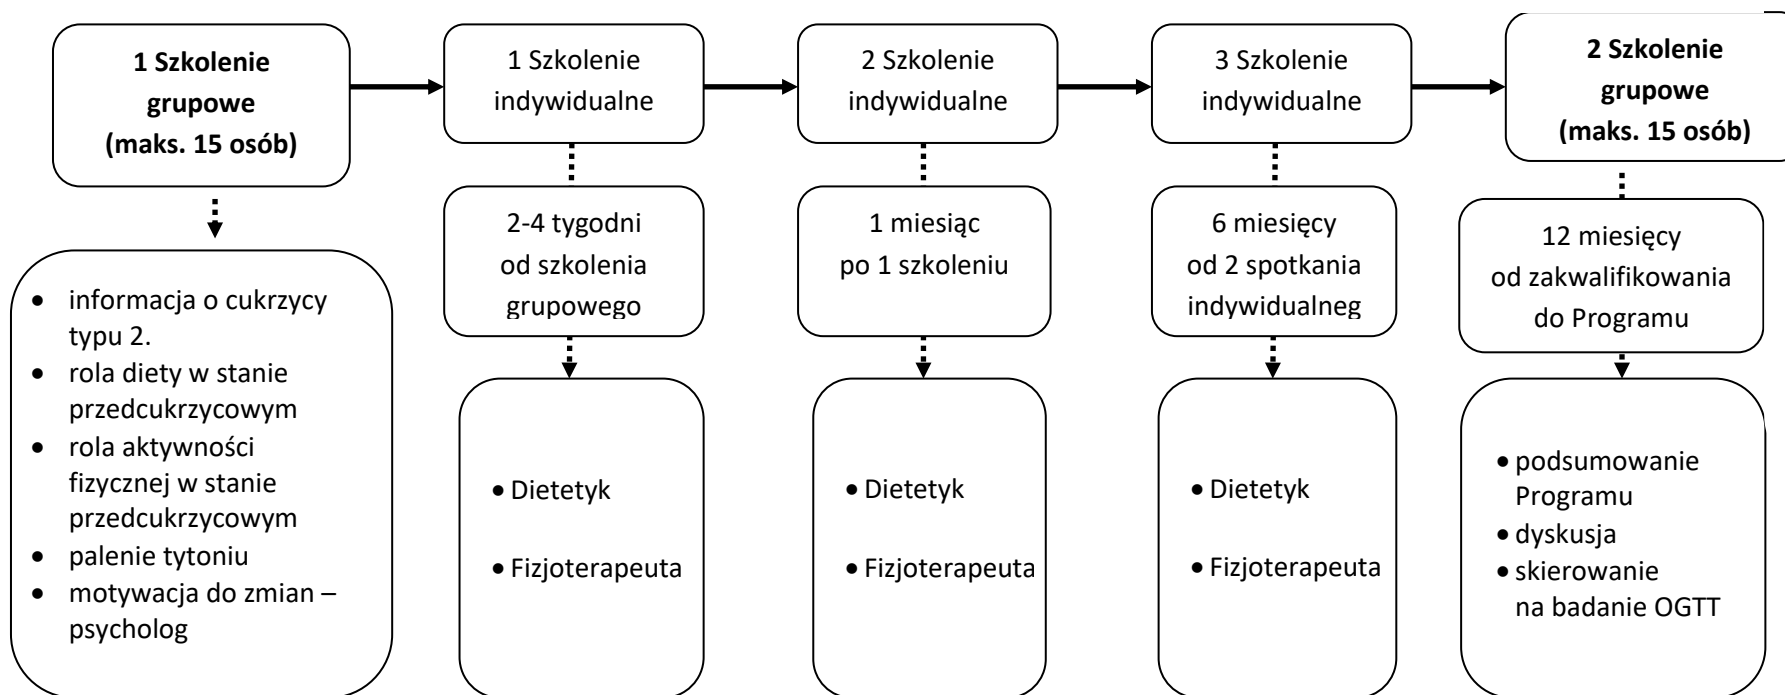 1 Szkolenie
grupowe
(maks. 15 osób)
1 Szkolenie
indywidualne
2 Szkolenie
indywidualne
3 Szkolenie
indywidualne
2 Szkolenie
grupowe
(maks. 15 osób)
2-4 tygodni
od szkolenia
grupowego
1 miesiąc
po 1 szkoleniu
6 miesięcy
od 2 spotkania
indywidualneg
12 miesięcy
od zakwalifikowania
do Programu
• informacja o cukrzycy
typu 2.
• rola diety w stanie
przedcukrzycowym
• rola aktywności
fizycznej w stanie
przedcukrzycowym
• palenie tytoniu
• motywacja do zmian –
psycholog
• Dietetyk
• Fizjoterapeuta
• Dietetyk
• Fizjoterapeuta
• Dietetyk
• Fizjoterapeuta
• podsumowanie
Programu
• dyskusja
• skierowanie
na badanie OGTT